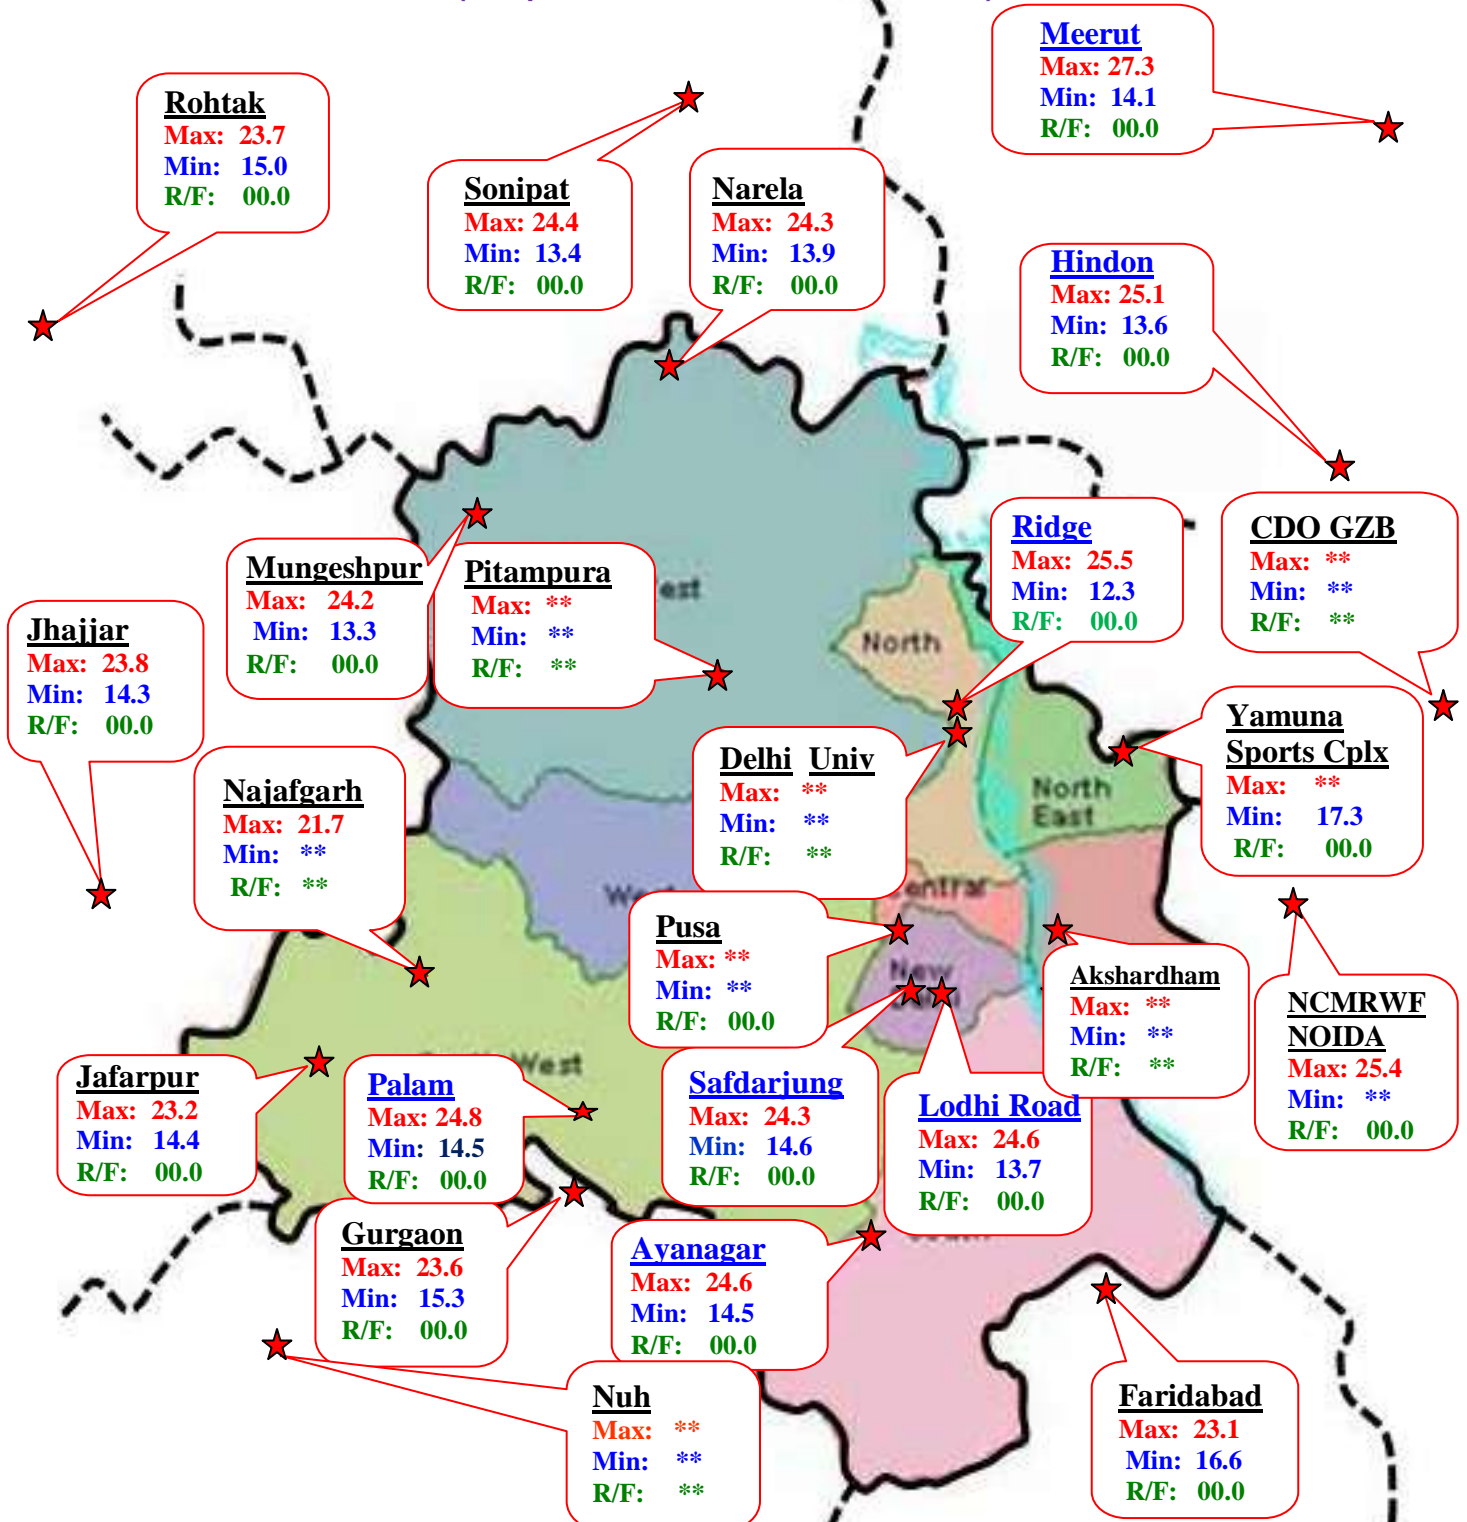 Meerut
Max: 27.3
Min: 14.1
R/F: 00.0
Rohtak
Max: 23.7
Min: 15.0
R/F: 00.0
Sonipat
Max: 24.4
Min: 13.4
R/F: 00.0
Narela
Max: 24.3
Min: 13.9
R/F: 00.0
Hindon
Max: 25.1
Min: 13.6
R/F: 00.0
Ridge
Max: 25.5
Min: 12.3
R/F: 00.0
CDO GZB
Max: **
Min: **
R/F: **
Mungeshpur
Max: 24.2
Min: 13.3
R/F: 00.0
Pitampura
Max: **
Min: **
R/F: **
est
North
Jhajjar
Max: 23.8
Min: 14.3
R/F: 00.0
Yamuna
Sports Cplx
Max: **
Min: 17.3
R/F: 00.0
Delhi Univ
Max: **
Min: **
R/F: **
North
East
Najafgarh
Max: 21.7
Min: **
R/F: **
entral
Pusa
Max: **
Min: **
R/F: 00.0
New
Akshardham
Max: **
Min: **
R/F: **
NCMRWF
NOIDA
Max: 25.4
Min: **
R/F: 00.0
West
Jafarpur
Max: 23.2
Min: 14.4
R/F: 00.0
Palam
Max: 24.8
Min: 14.5
R/F: 00.0
Safdarjung
Max: 24.3
Min: 14.6
R/F: 00.0
Lodhi Road
Max: 24.6
Min: 13.7
R/F: 00.0
Gurgaon
Max: 23.6
Min: 15.3
R/F: 00.0
Ayanagar
Max: 24.6
Min: 14.5
R/F: 00.0
Nuh
Max: **
Min: **
R/F: **
Faridabad
Max: 23.1
Min: 16.6
R/F: 00.0